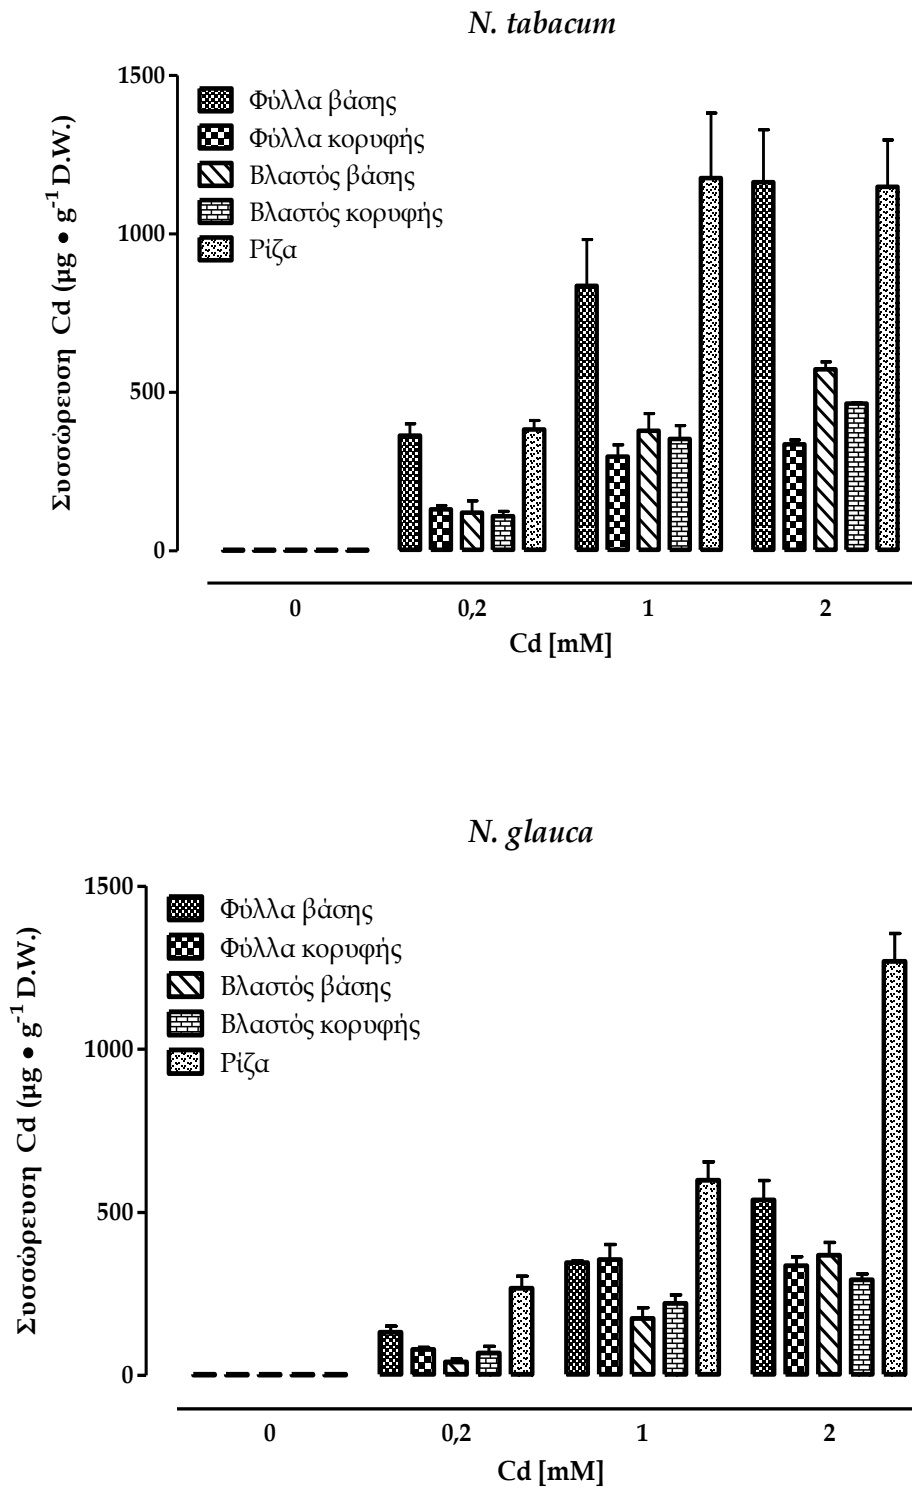 N. tabacum
Συσσώρευση Cd (μg • g-1 D.W.)
1500
1000
500
0
Φύλλα βάσης
Φύλλα κορυφής
Βλαστός βάσης
Βλαστός κορυφής
Ρίζα
0 0,2 1 2
Cd [mM]
N. glauca
Συσσώρευση Cd (μg • g-1 D.W.)
1500
1000
500
0
Φύλλα βάσης
Φύλλα κορυφής
Βλαστός βάσης
Βλαστός κορυφής
Ρίζα
0 0,2 1 2
Cd [mM]